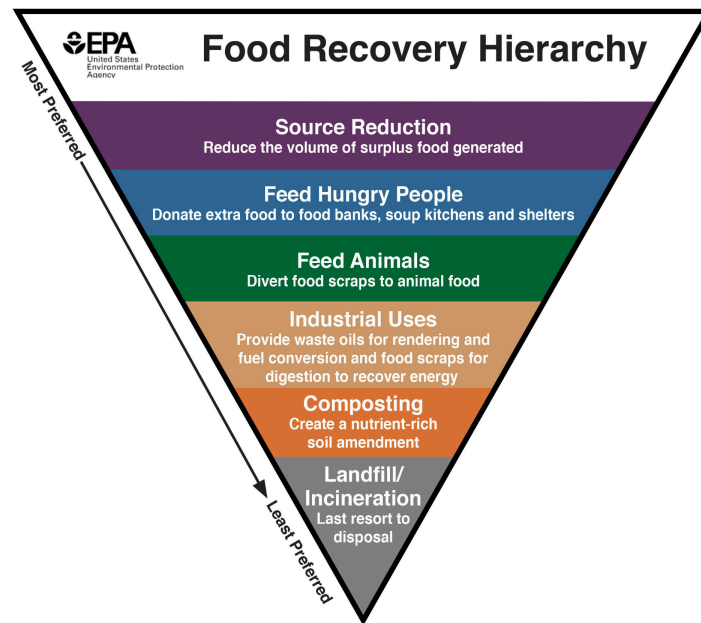 EPA
United States
Environmental Protection
Agency
Food Recovery Hierarchy
Most Preferred
Source Reduction
Reduce the volume of surplus food generated
Feed Hungry People
Donate extra food to food banks, soup kitchens and shelters
Feed Animals
Divert food scraps to animal food
Industrial Uses
Provide waste oils for rendering and
fuel conversion and food scraps for
digestion to recover energy
Composting
Create a nutrient-rich
soil amendment
Landfill/
Incineration
Last resort to
disposal
Least Preferred